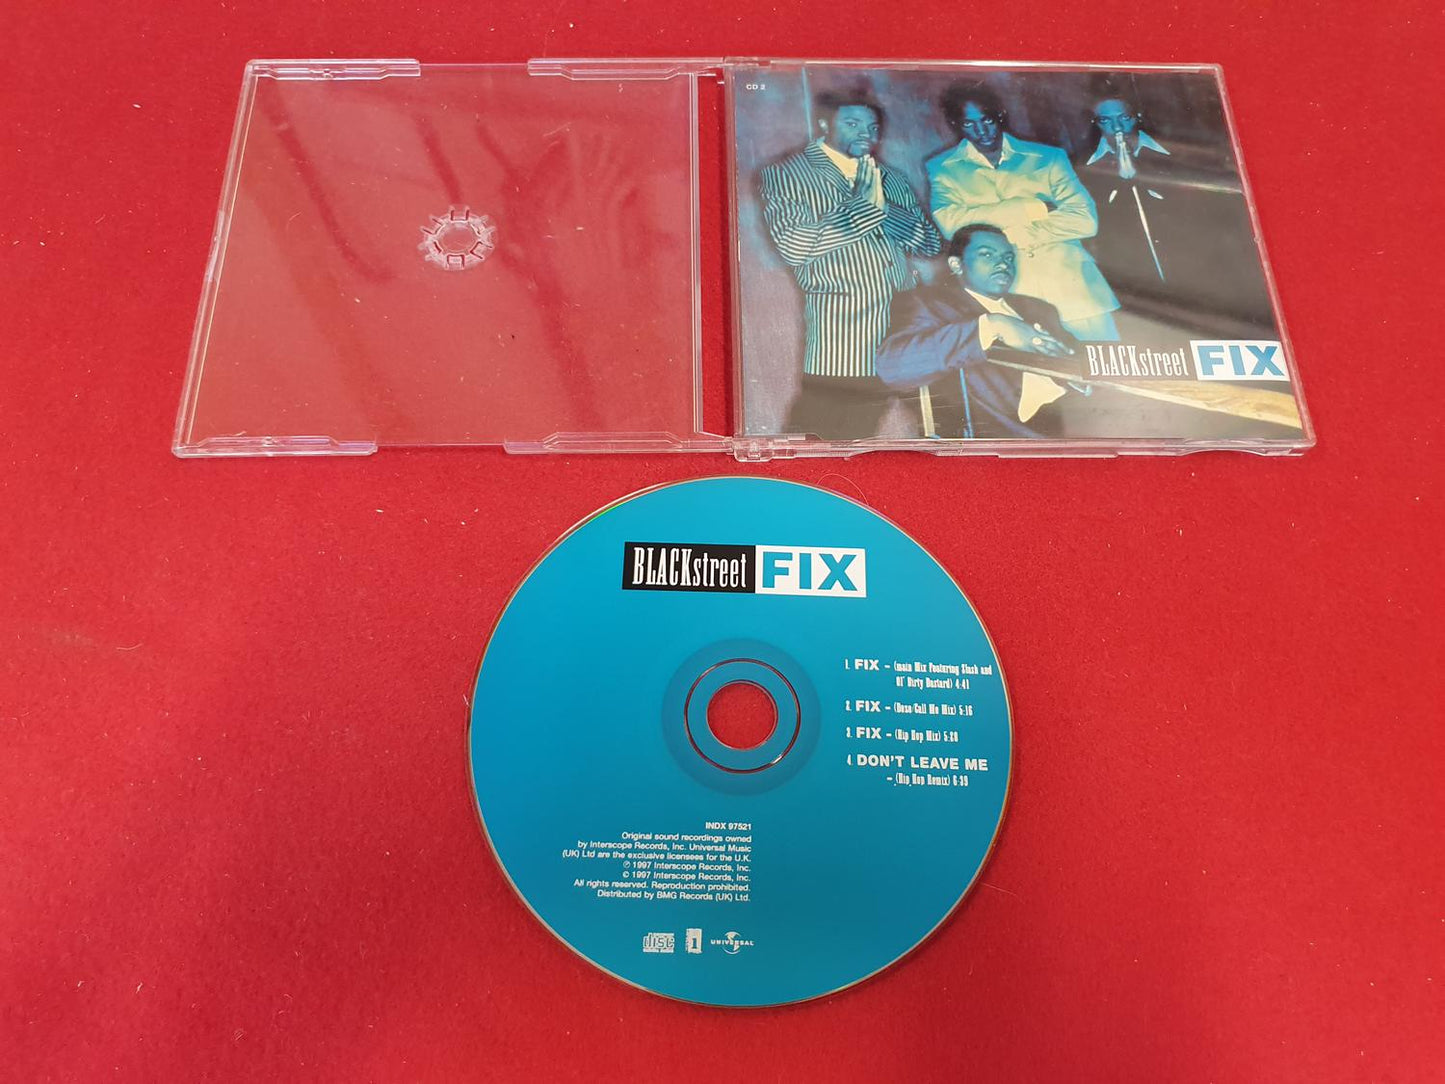 CD 2
BLACKstreet FIX
BLACKstreet FIX
1. FIX – (main Mix Featuring Slash and
Ol' Dirty Bastard) 4:41
2. FIX – (Boxo/Call Me Mix) 5:16
3. FIX – (Hip Hop Mix) 5:28
4. DON'T LEAVE ME
– (Hip Hop Remix) 6:39
INDX 97521
Original sound recordings owned
by Interscope Records, Inc. Universal Music
(UK) Ltd are the exclusive licensees for the U.K.
℗ 1997 Interscope Records, Inc.
© 1997 Interscope Records, Inc.
All rights reserved. Reproduction prohibited.
Distributed by BMG Records (UK) Ltd.
disc
1
UNIVERSAL